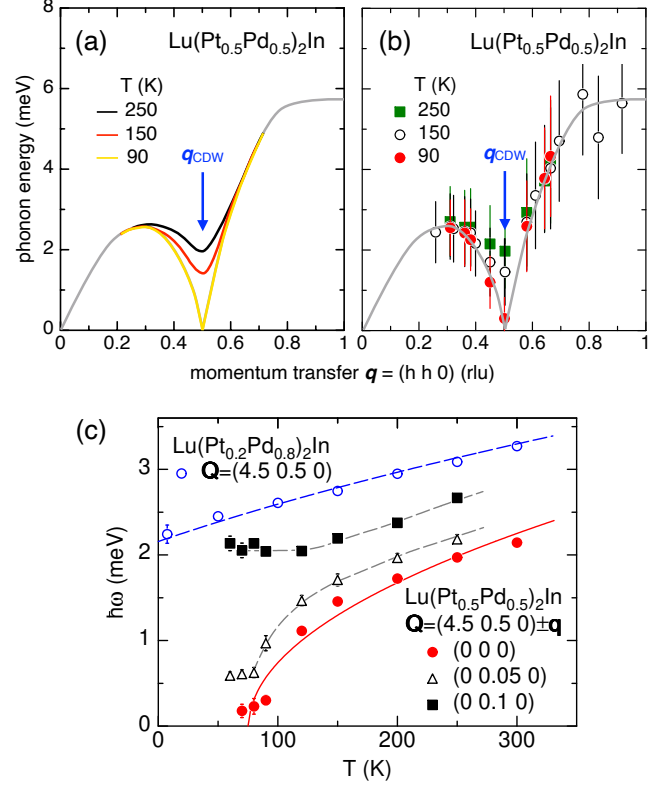 (a) Lu(Pt0.5Pd0.5)2In
T (K)
250
150
90
qCDW
phonon energy (meV)
8
6
4
2
0
0 0.2 0.4 0.6 0.8 1
(b) Lu(Pt0.5Pd0.5)2In
T (K)
250
150
90
qCDW
0 0.2 0.4 0.6 0.8 1
momentum transfer q = (h h 0) (rlu)
(c)
Lu(Pt0.2Pd0.8)2In
Q=(4.5 0.5 0)
ħω (meV)
3
2
1
0
Lu(Pt0.5Pd0.5)2In
Q=(4.5 0.5 0)±q
(0 0 0)
(0 0.05 0)
(0 0.1 0)
0 100 200 300
T (K)